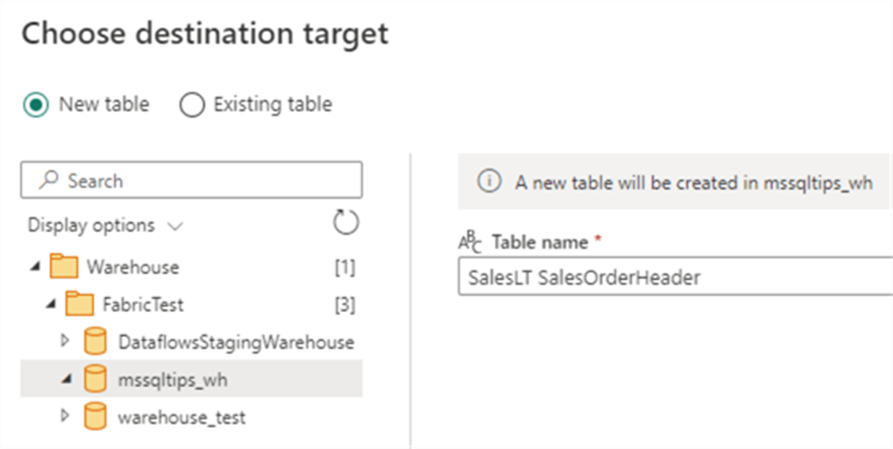 Choose destination target
New table Existing table
Search
Display options
Warehouse [1]
FabricTest [3]
DataflowsStagingWarehouse
mssqltips_wh
warehouse_test
A new table will be created in mssqltips_wh
ABC Table name *
SalesLT SalesOrderHeader